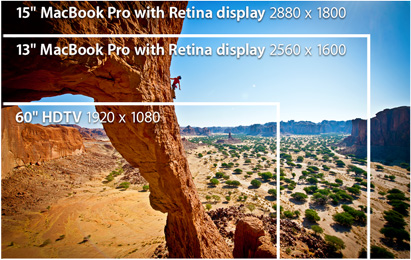 15" MacBook Pro with Retina display 2880 x 1800
13" MacBook Pro with Retina display 2560 x 1600
60" HDTV 1920 x 1080